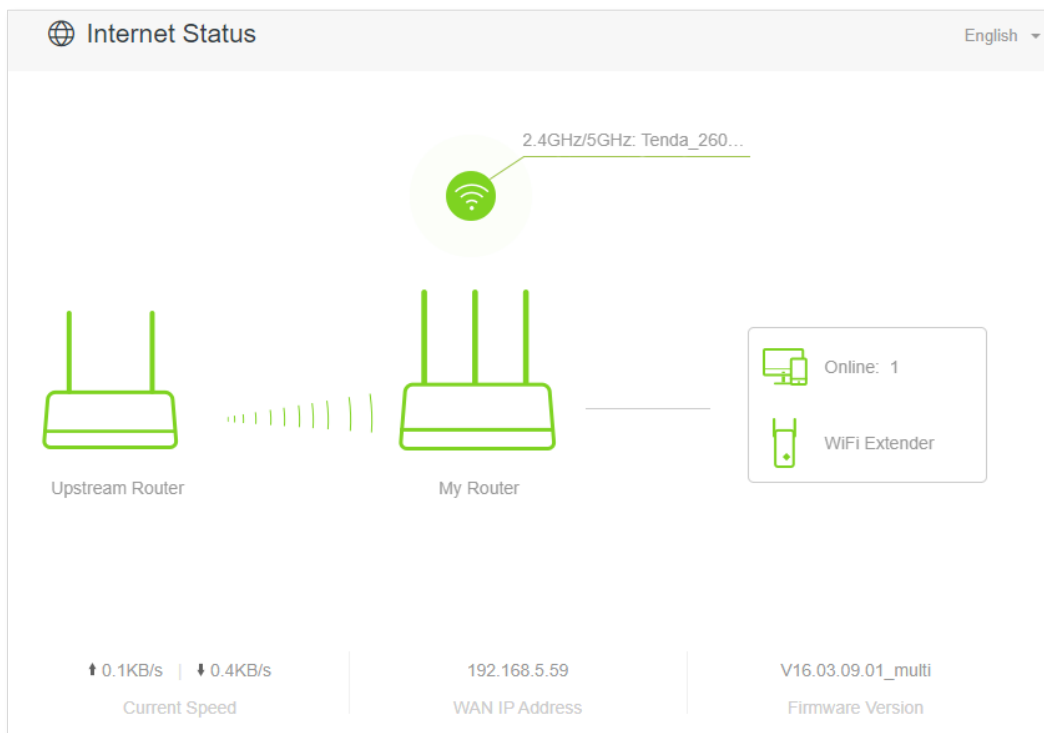 Internet Status
English
2.4GHz/5GHz: Tenda_260...
Online: 1
WiFi Extender
Upstream Router
My Router
0.1KB/s | 0.4KB/s
192.168.5.59
V16.03.09.01_multi
Current Speed
WAN IP Address
Firmware Version